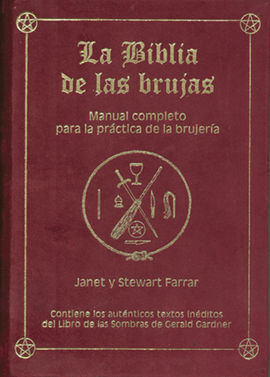 La Biblia
de las brujas
Manual completo
para la práctica de la brujería
Janet y Stewart Farrar
Contiene los auténticos textos inéditos
del Libro de las Sombras de Gerald Gardner